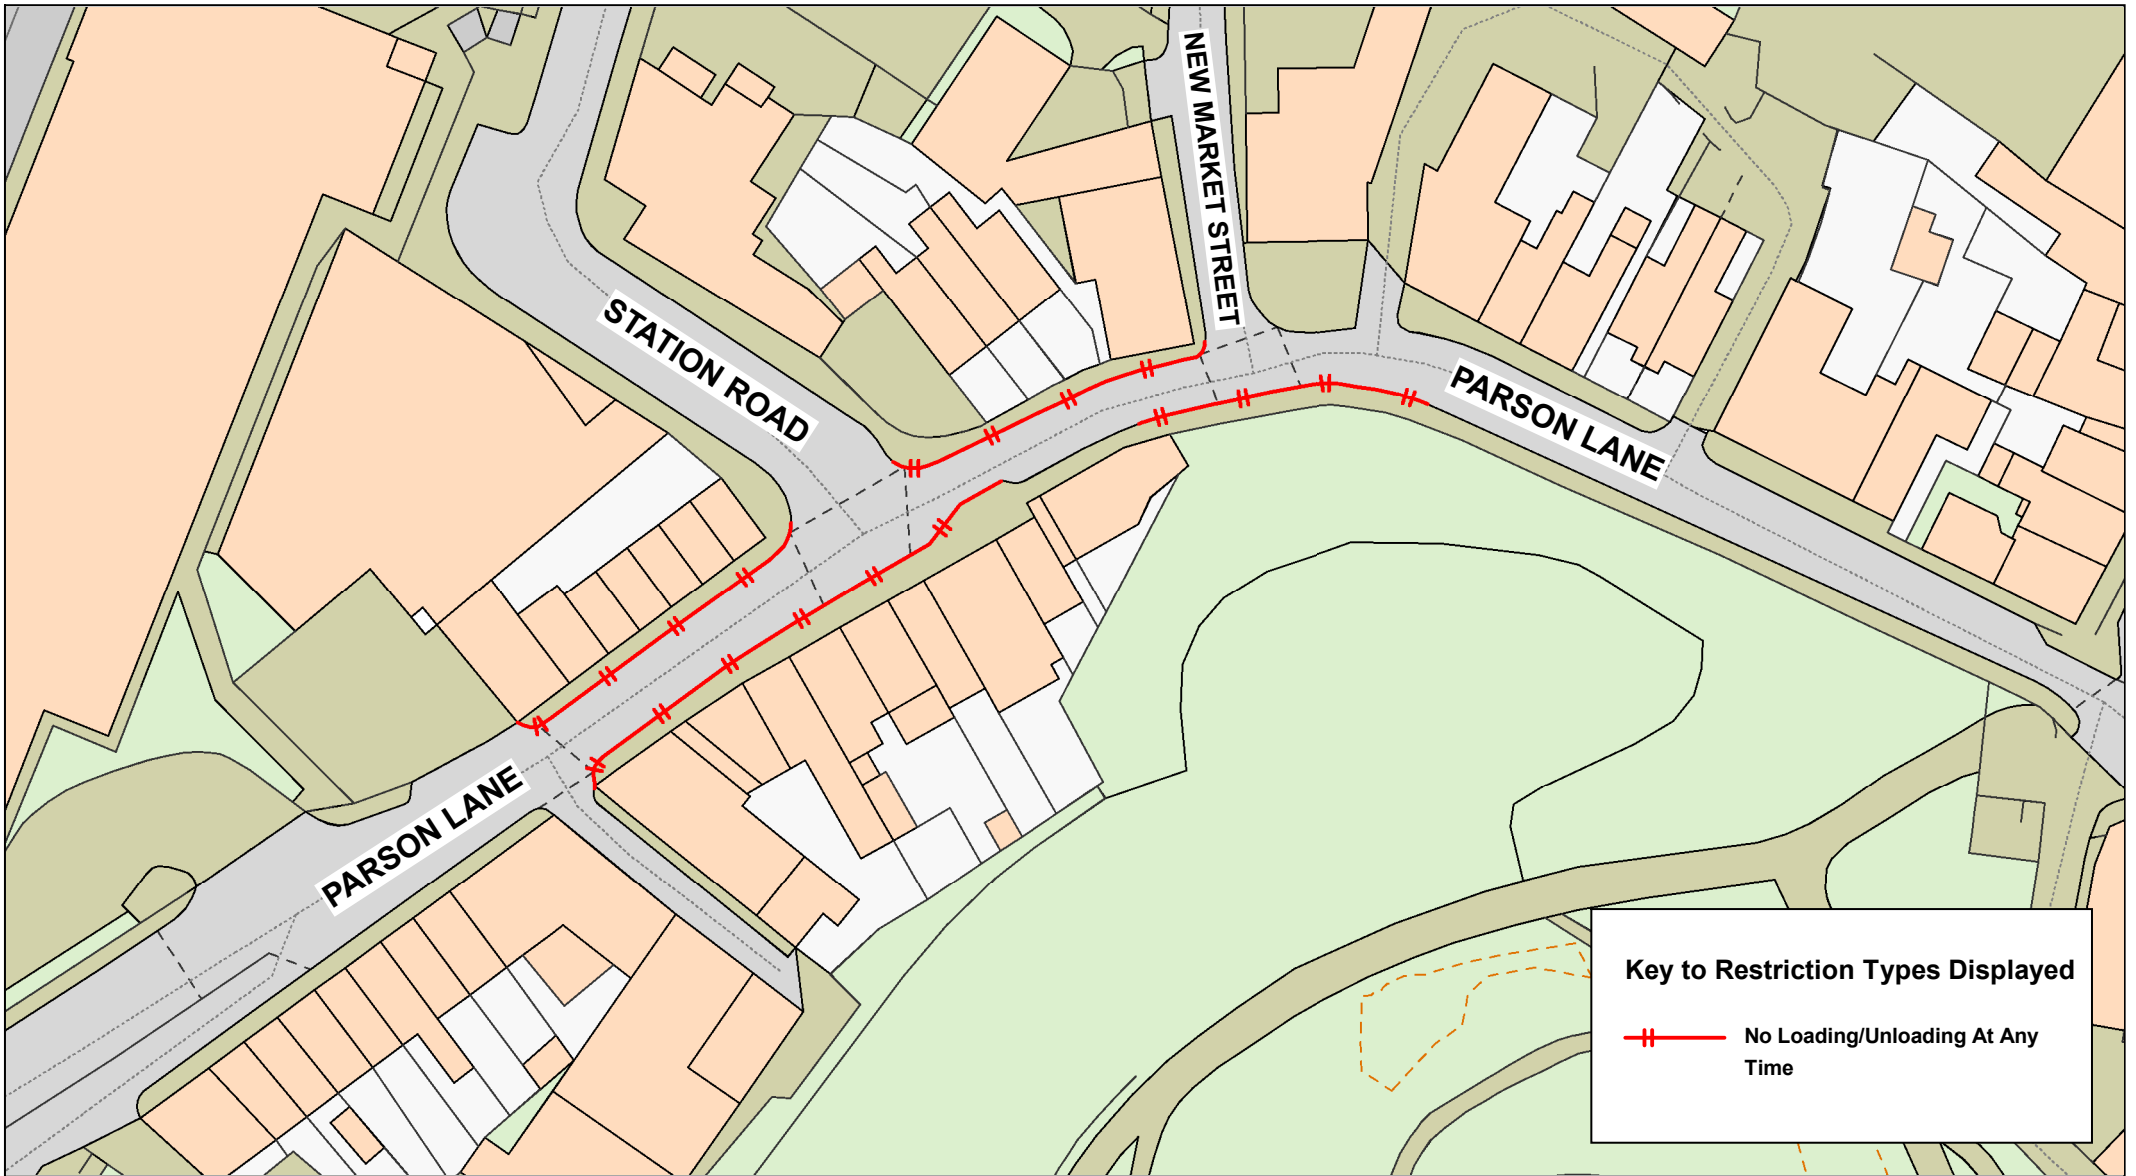 NEW MARKET STREET
STATION ROAD
PARSON LANE
PARSON LANE
Key to Restriction Types Displayed
No Loading/Unloading At Any
Time